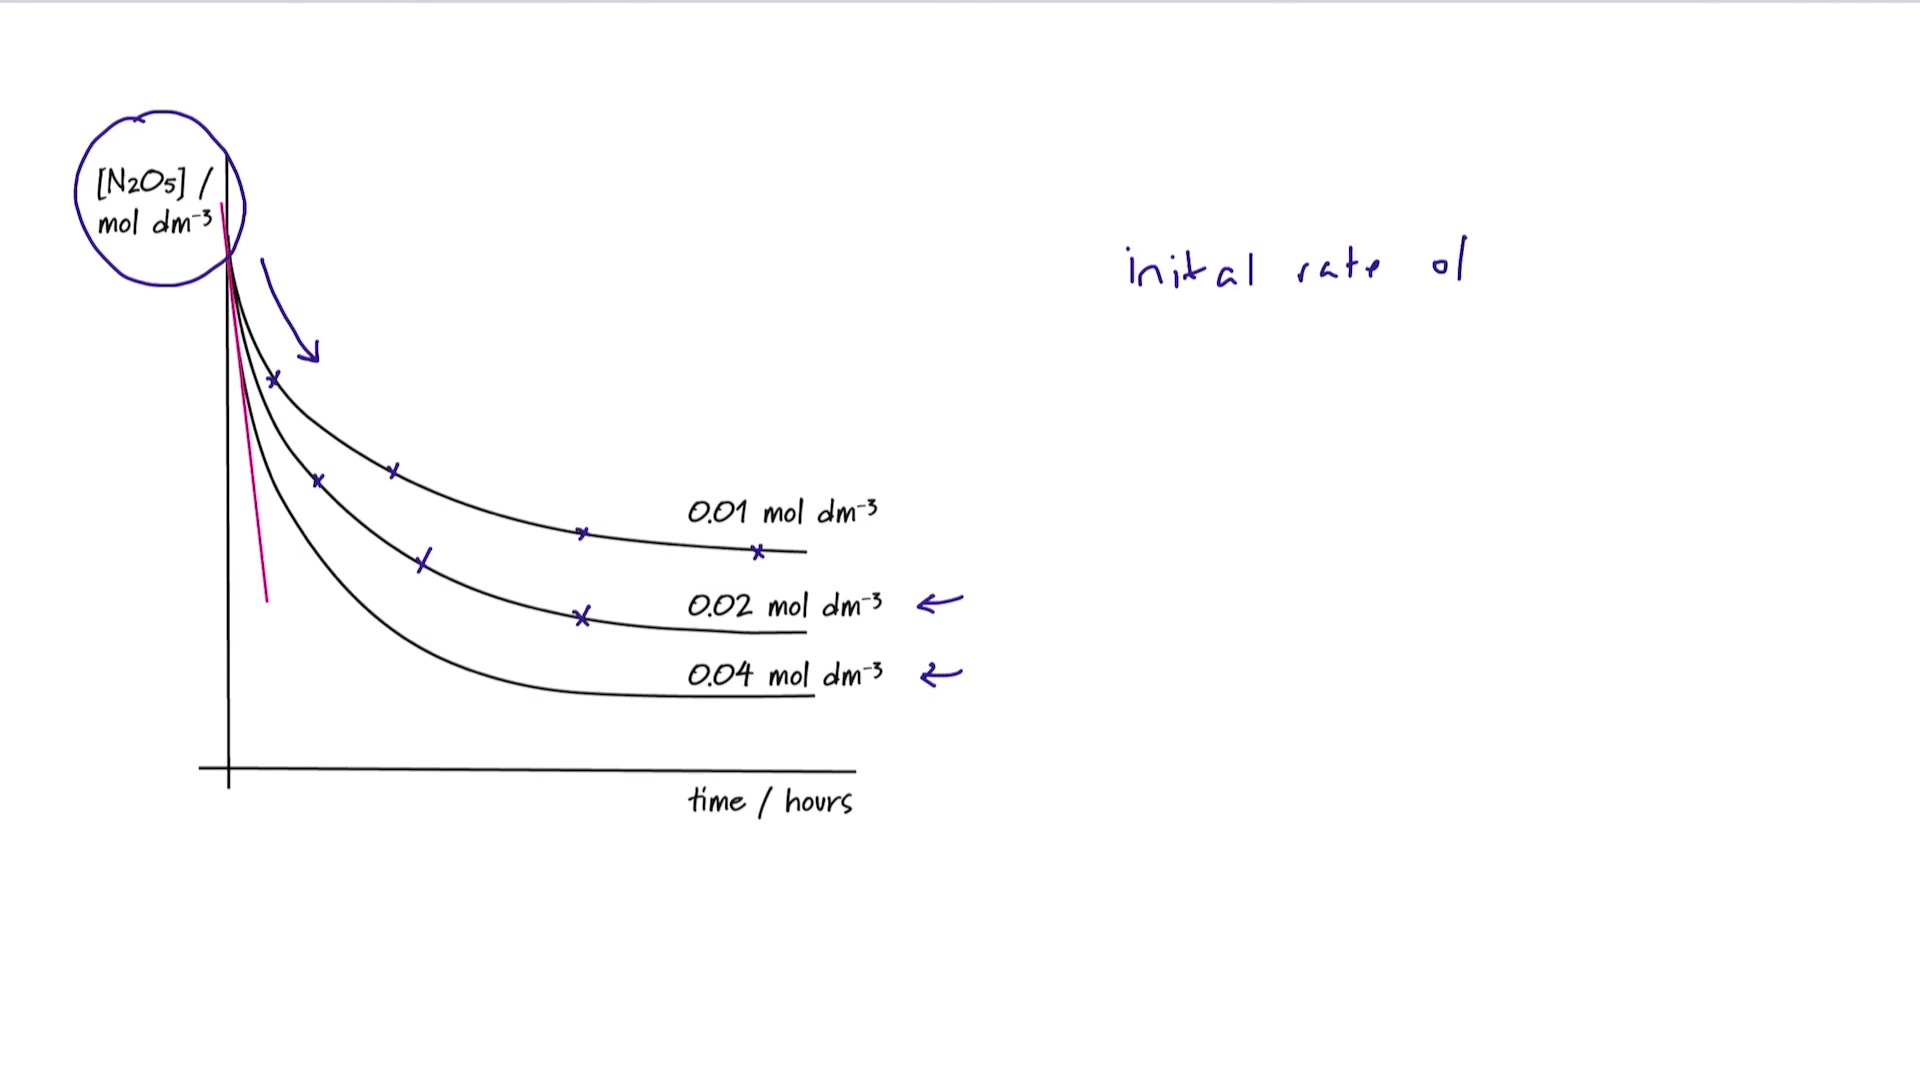 [N₂O₅] /
mol dm⁻³
inital rate of
0.01 mol dm⁻³
0.02 mol dm⁻³
0.04 mol dm⁻³
time / hours